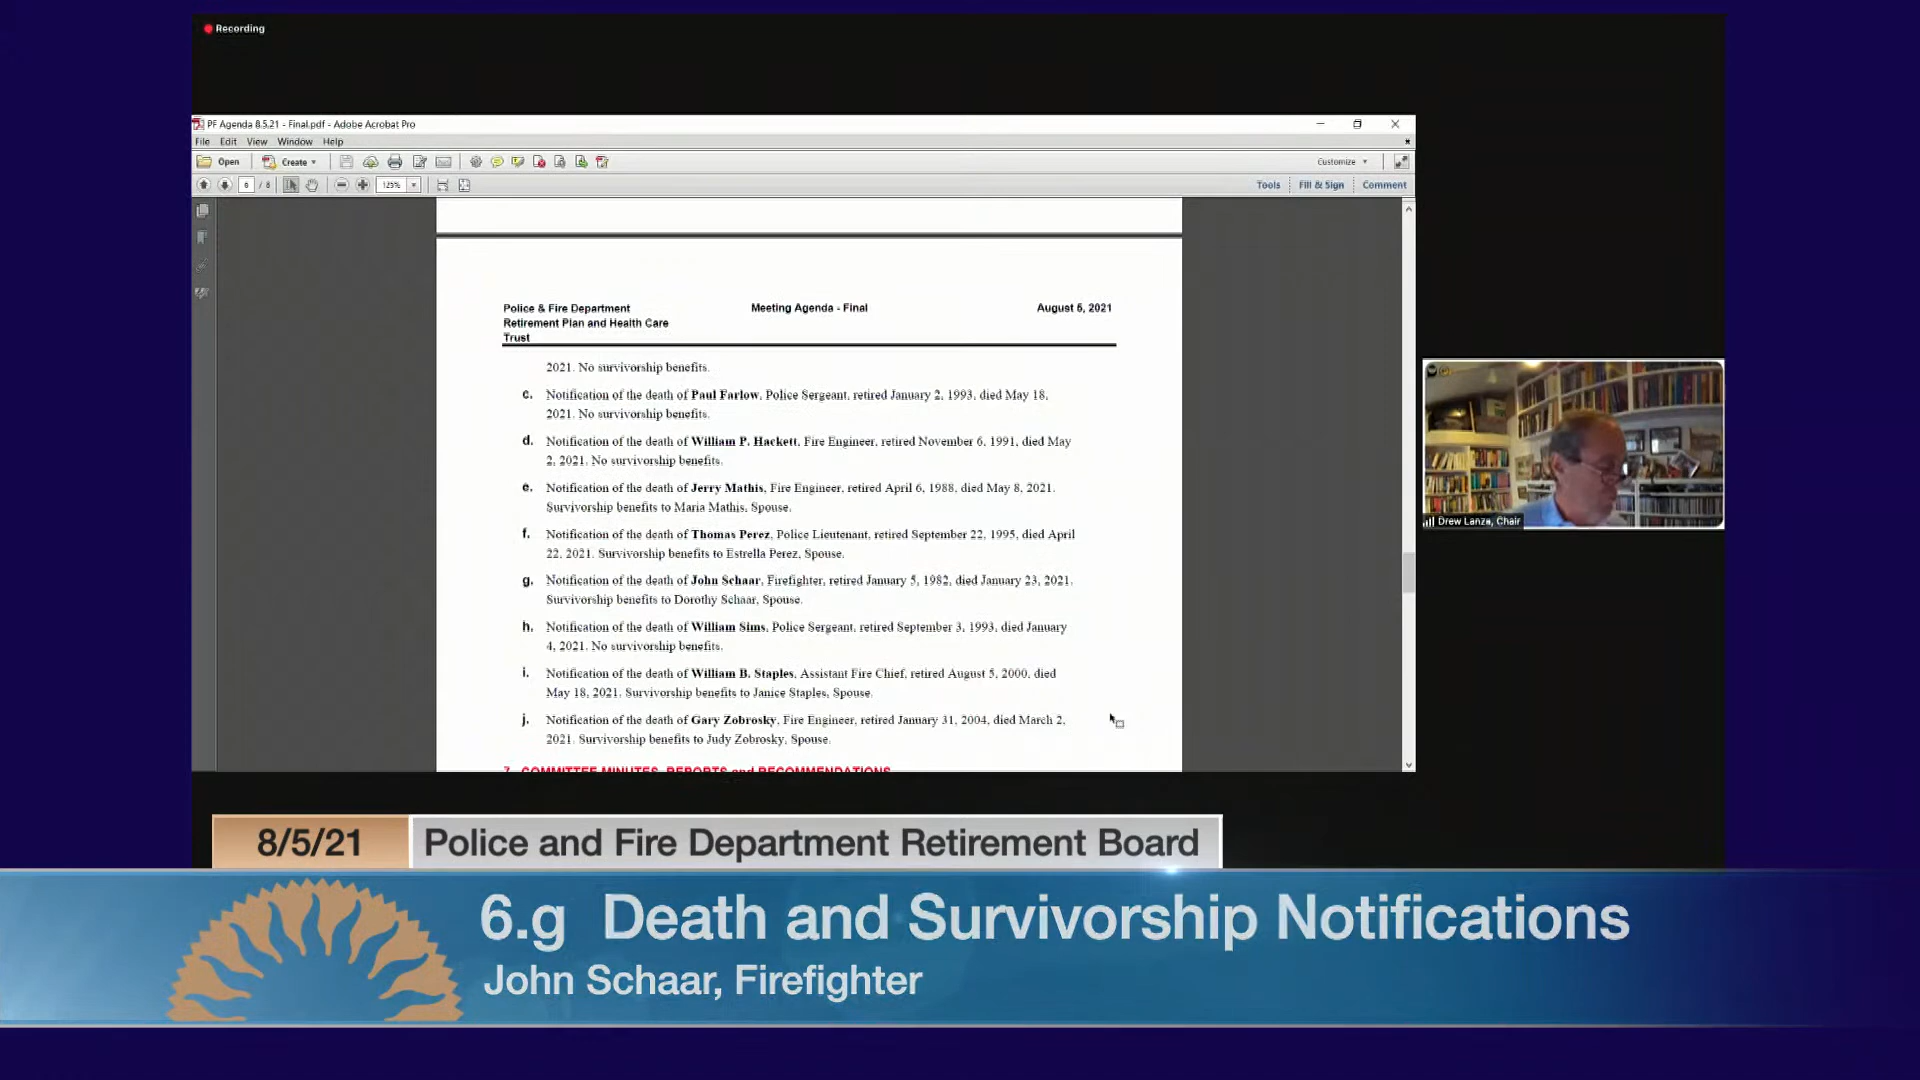 Recording
PF Agenda 8.5.21 - Final.pdf - Adobe Acrobat Pro
File Edit View Window Help
Open Create Customize
6 / 8 125% Tools Fill & Sign Comment
Police & Fire Department Meeting Agenda - Final August 5, 2021
Retirement Plan and Health Care
Trust
2021. No survivorship benefits.
c. Notification of the death of Paul Farlow, Police Sergeant, retired January 2, 1993, died May 18,
2021. No survivorship benefits.
d. Notification of the death of William P. Hackett, Fire Engineer, retired November 6, 1991, died May
2, 2021. No survivorship benefits.
e. Notification of the death of Jerry Mathis, Fire Engineer, retired April 6, 1988, died May 8, 2021.
Survivorship benefits to Maria Mathis, Spouse.
f. Notification of the death of Thomas Perez, Police Lieutenant, retired September 22, 1995, died April
22, 2021. Survivorship benefits to Estrella Perez, Spouse.
g. Notification of the death of John Schaar, Firefighter, retired January 5, 1982, died January 23, 2021.
Survivorship benefits to Dorothy Schaar, Spouse.
h. Notification of the death of William Sims, Police Sergeant, retired September 3, 1993, died January
4, 2021. No survivorship benefits.
i. Notification of the death of William B. Staples, Assistant Fire Chief, retired August 5, 2000, died
May 18, 2021. Survivorship benefits to Janice Staples, Spouse.
j. Notification of the death of Gary Zobrosky, Fire Engineer, retired January 31, 2004, died March 2,
2021. Survivorship benefits to Judy Zobrosky, Spouse.
7. COMMITTEE MINUTES, REPORTS and RECOMMENDATIONS
Drew Lanza, Chair
8/5/21 Police and Fire Department Retirement Board
6.g Death and Survivorship Notifications
John Schaar, Firefighter